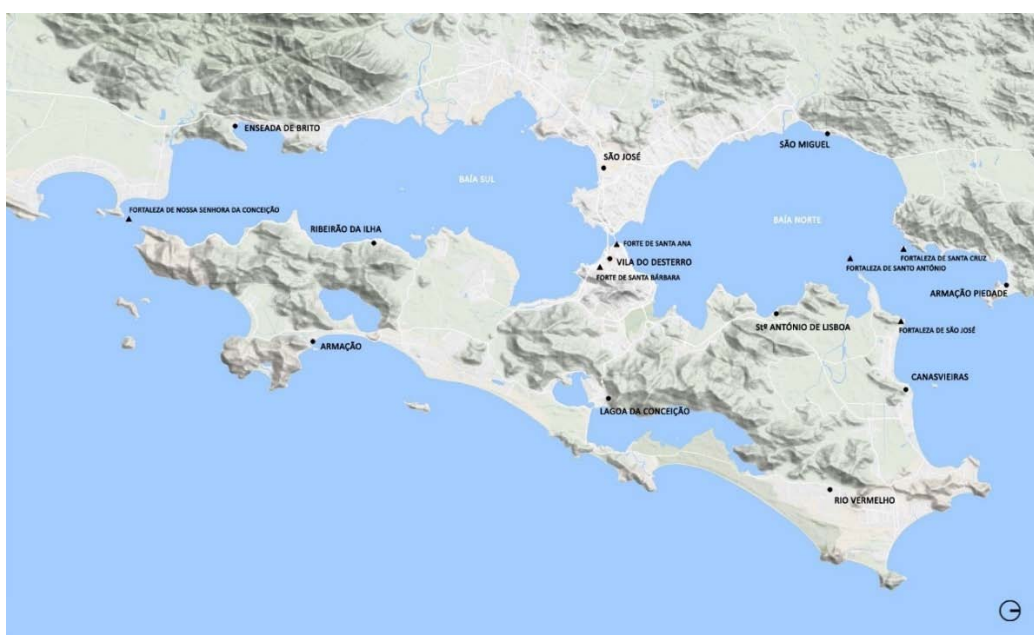 ENSEADA DE BRITO
SÃO MIGUEL
SÃO JOSÉ
BAÍA SUL
FORTALEZA DE NOSSA SENHORA DA CONCEIÇÃO
BAÍA NORTE
RIBEIRÃO DA ILHA
FORTE DE SANTA ANA
VILA DO DESTERRO
FORTE DE SANTA BÁRBARA
FORTALEZA DE SANTA CRUZ
FORTALEZA DE SANTO ANTÓNIO
ARMAÇÃO PIEDADE
Stº ANTÓNIO DE LISBOA
FORTALEZA DE SÃO JOSÉ
ARMAÇÃO
CANASVIEIRAS
LAGOA DA CONCEIÇÃO
RIO VERMELHO